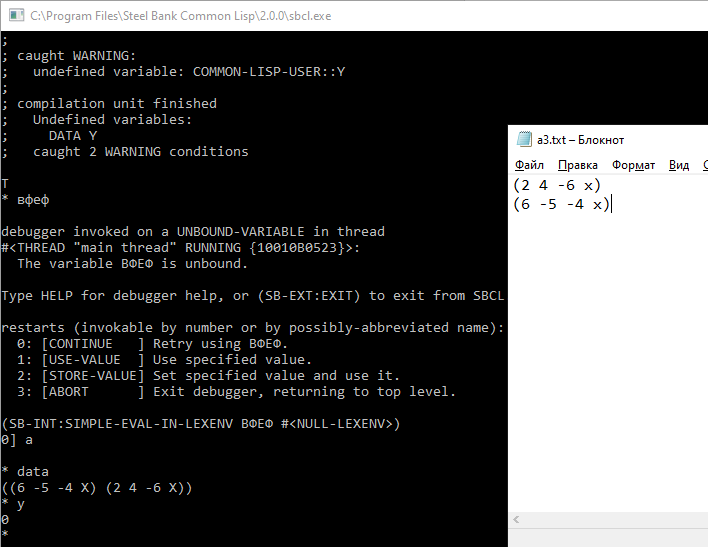 C:\Program Files\Steel Bank Common Lisp\2.0.0\sbcl.exe
;
; caught WARNING:
;   undefined variable: COMMON-LISP-USER::Y
;
; compilation unit finished
;   Undefined variables:
;     DATA Y
;   caught 2 WARNING conditions
T
* вфеф
debugger invoked on a UNBOUND-VARIABLE in thread
#<THREAD "main thread" RUNNING {10010B0523}>:
  The variable ВФЕФ is unbound.
Type HELP for debugger help, or (SB-EXT:EXIT) to exit from SBCL
restarts (invokable by number or by possibly-abbreviated name):
  0: [CONTINUE   ] Retry using ВФЕФ.
  1: [USE-VALUE  ] Use specified value.
  2: [STORE-VALUE] Set specified value and use it.
  3: [ABORT      ] Exit debugger, returning to top level.
(SB-INT:SIMPLE-EVAL-IN-LEXENV ВФЕФ #<NULL-LEXENV>)
0] a
* data
((6 -5 -4 X) (2 4 -6 X))
* y
0
*
a3.txt – Блокнот
Файл Правка Формат Вид
(2 4 -6 x)
(6 -5 -4 x)